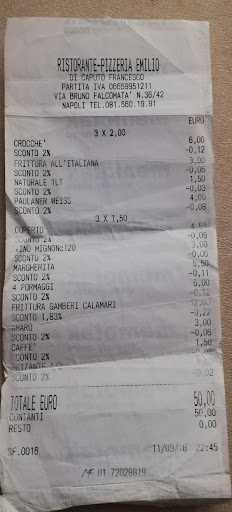 RISTORANTE-PIZZERIA EMILIO
DI CAPUTO FRANCESCO
PARTITA IVA 06659951211
VIA BRUNO FALCOMATA' N.36/42
NAPOLI TEL.081.560.19.91
EURO
3 X 2,00
CROCCHE' 6,00
SCONTO 2% -0,12
FRITTURA ALL'ITALIANA 3,00
SCONTO 2% -0,06
NATURALE 1LT 1,50
SCONTO 2% -0,03
PAULANER WEISS 4,00
SCONTO 2% -0,08
3 X 1,50
COPERTO 4,50
SCONTO 2% -0,09
VINO MIGNONcl20 3,00
SCONTO 2% -0,06
MARGHERITA 5,50
SCONTO 2% -0,11
4 FORMAGGI 6,00
SCONTO 2% -0,12
FRITTURA GAMBERI CALAMARI 12,00
SCONTO 1,83% -0,22
AMARO 3,00
SCONTO 2% -0,06
CAFFE' 1,50
SCONTO 2%
SCONTO 2% -0,02
TOTALE EURO 50,00
CONTANTI 50,00
RESTO 0,00
SF.0016 11/09/18 22:45
MF U1 72028819